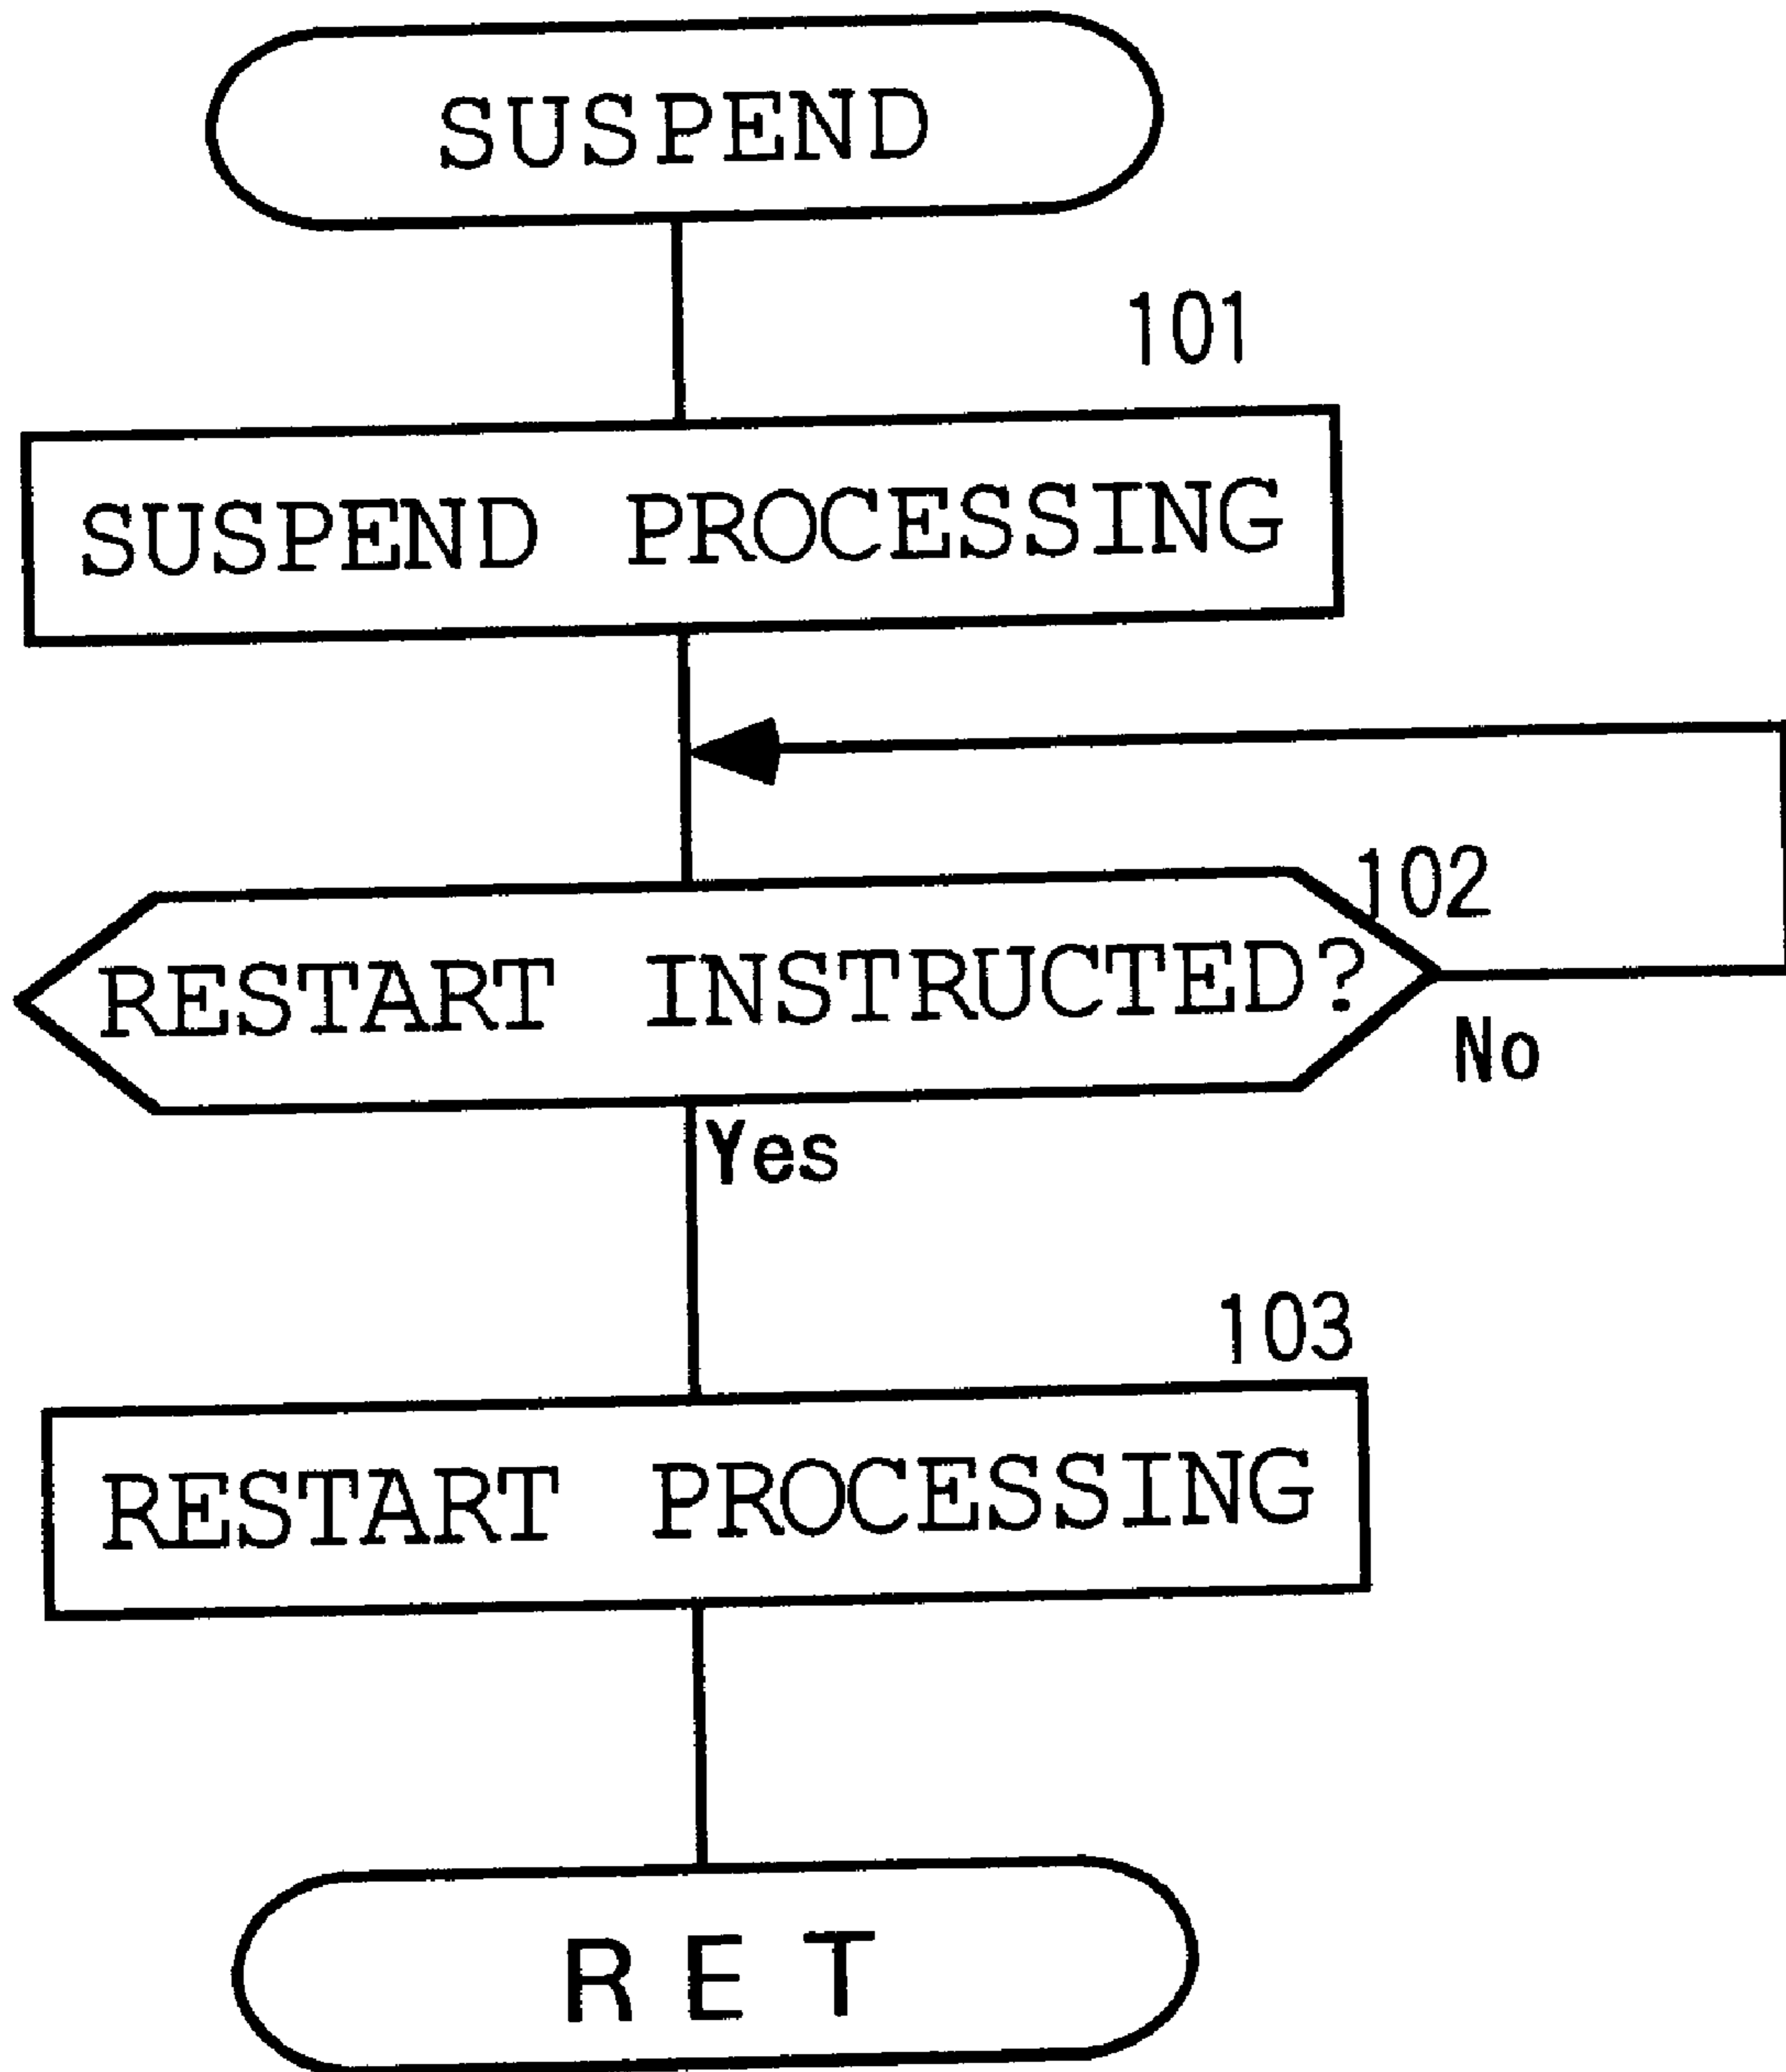 SUSPEND
101
SUSPEND PROCESSING
102
RESTART INSTRUCTED?
No
Yes
103
RESTART PROCESSING
RET